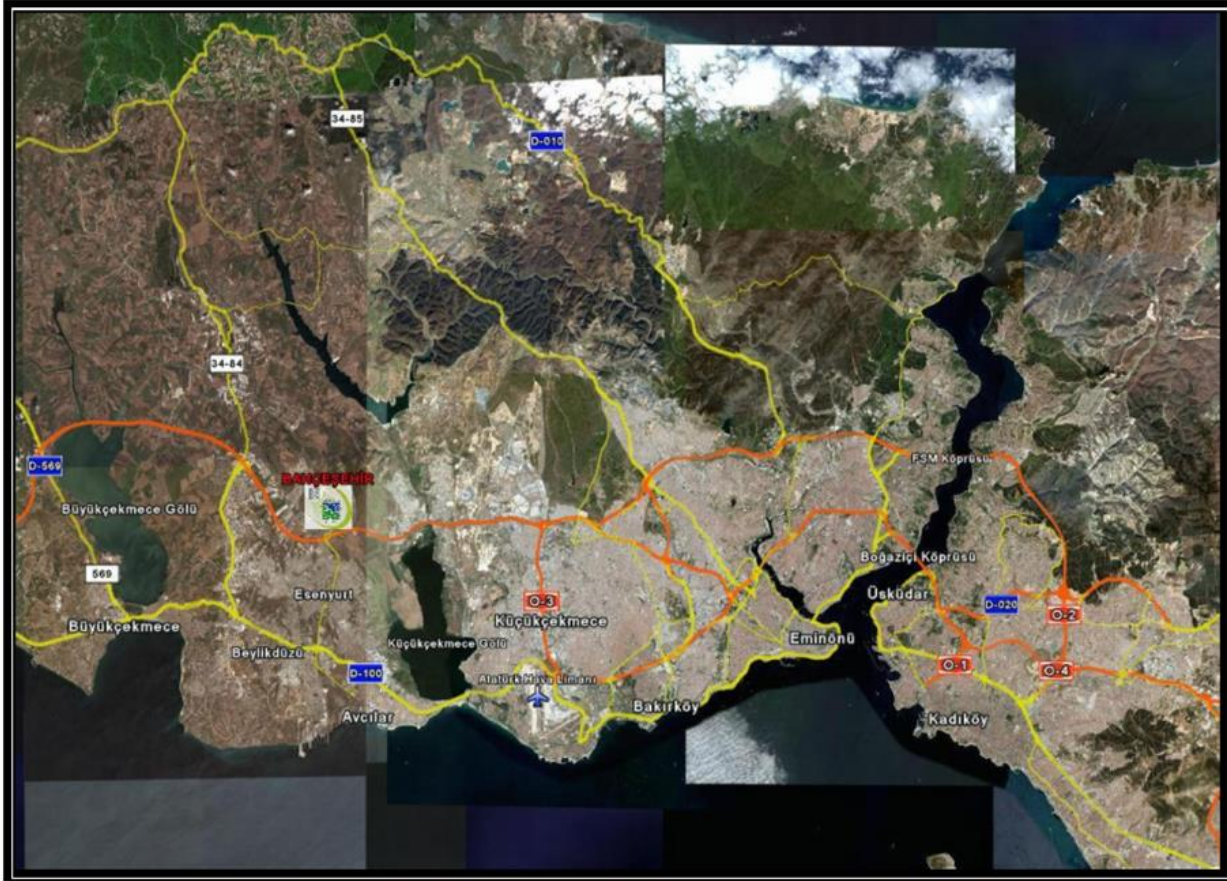 34-85
D-010
34-84
D-569
BAHÇEŞEHİR
FSM Köprüsü
Büyükçekmece Gölü
569
Boğaziçi Köprüsü
Esenyurt
O-3
Üsküdar
D-020
O-2
Küçükçekmece
Büyükçekmece
Eminönü
Küçükçekmece Gölü
Beylikdüzü
O-1
O-4
D-100
Atatürk Hava Limanı
Bakırköy
Avcılar
Kadıköy